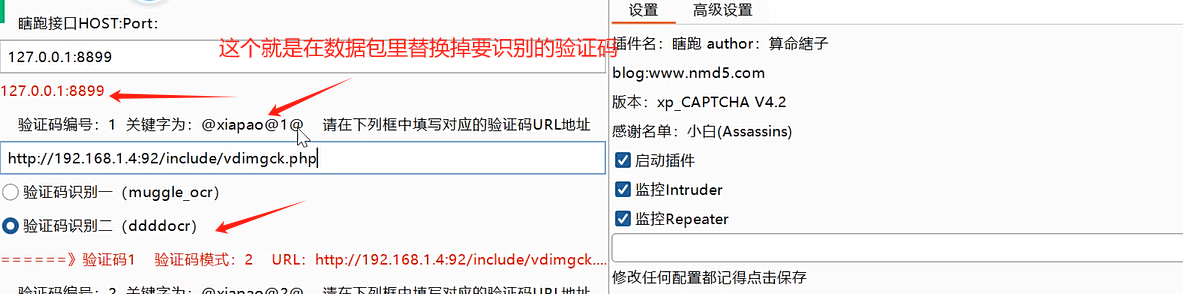 瞎跑接口HOST:Port:
这个就是在数据包里替换掉要识别的验证码
127.0.0.1:8899
127.0.0.1:8899
验证码编号：1 关键字为：@xiapao@1@ 请在下列框中填写对应的验证码URL地址
http://192.168.1.4:92/include/vdimgck.php
验证码识别一（muggle_ocr）
验证码识别二（ddddocr）
======》验证码1 验证码模式：2 URL：http://192.168.1.4:92/include/vdimgck....
验证码编号：2 关键字为：@xiapao@2@ 请在下列框中填写对应的验证码URL地址
设置 高级设置
插件名：瞎跑 author：算命瞎子
blog:www.nmd5.com
版本：xp_CAPTCHA V4.2
感谢名单：小白(Assassins)
启动插件
监控Intruder
监控Repeater
修改任何配置都记得点击保存